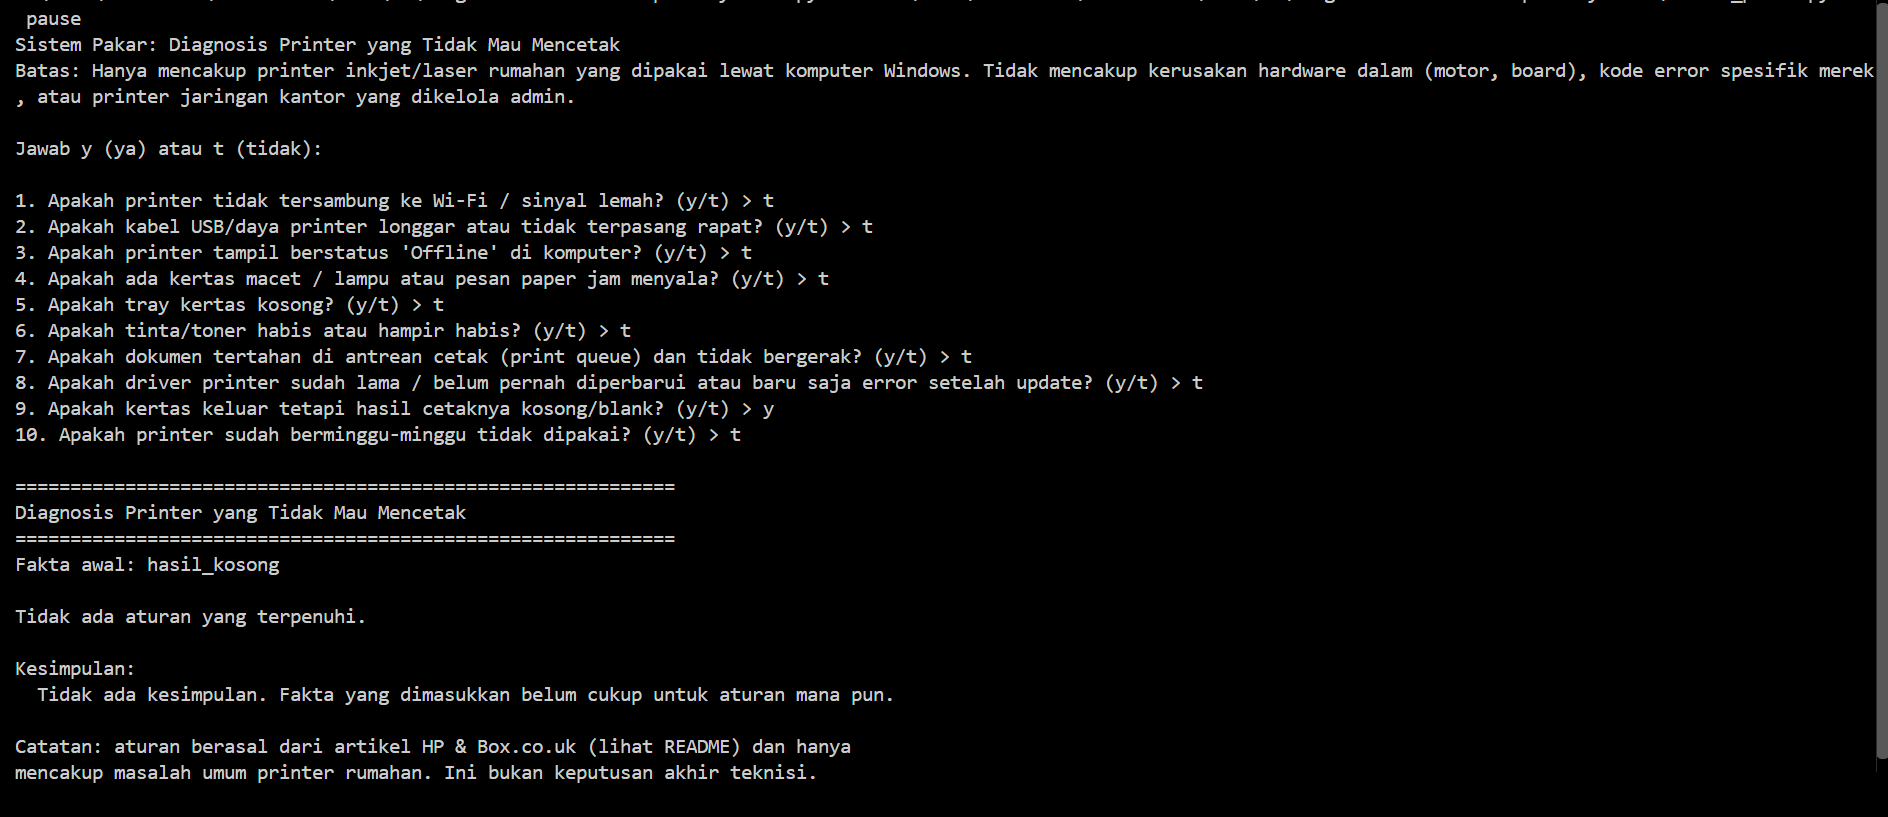 pause
Sistem Pakar: Diagnosis Printer yang Tidak Mau Mencetak
Batas: Hanya mencakup printer inkjet/laser rumahan yang dipakai lewat komputer Windows. Tidak mencakup kerusakan hardware dalam (motor, board), kode error spesifik merek
, atau printer jaringan kantor yang dikelola admin.
Jawab y (ya) atau t (tidak):
1. Apakah printer tidak tersambung ke Wi-Fi / sinyal lemah? (y/t) > t
2. Apakah kabel USB/daya printer longgar atau tidak terpasang rapat? (y/t) > t
3. Apakah printer tampil berstatus 'Offline' di komputer? (y/t) > t
4. Apakah ada kertas macet / lampu atau pesan paper jam menyala? (y/t) > t
5. Apakah tray kertas kosong? (y/t) > t
6. Apakah tinta/toner habis atau hampir habis? (y/t) > t
7. Apakah dokumen tertahan di antrean cetak (print queue) dan tidak bergerak? (y/t) > t
8. Apakah driver printer sudah lama / belum pernah diperbarui atau baru saja error setelah update? (y/t) > t
9. Apakah kertas keluar tetapi hasil cetaknya kosong/blank? (y/t) > y
10. Apakah printer sudah berminggu-minggu tidak dipakai? (y/t) > t
============================================================
Diagnosis Printer yang Tidak Mau Mencetak
============================================================
Fakta awal: hasil_kosong
Tidak ada aturan yang terpenuhi.
Kesimpulan:
Tidak ada kesimpulan. Fakta yang dimasukkan belum cukup untuk aturan mana pun.
Catatan: aturan berasal dari artikel HP & Box.co.uk (lihat README) dan hanya
mencakup masalah umum printer rumahan. Ini bukan keputusan akhir teknisi.